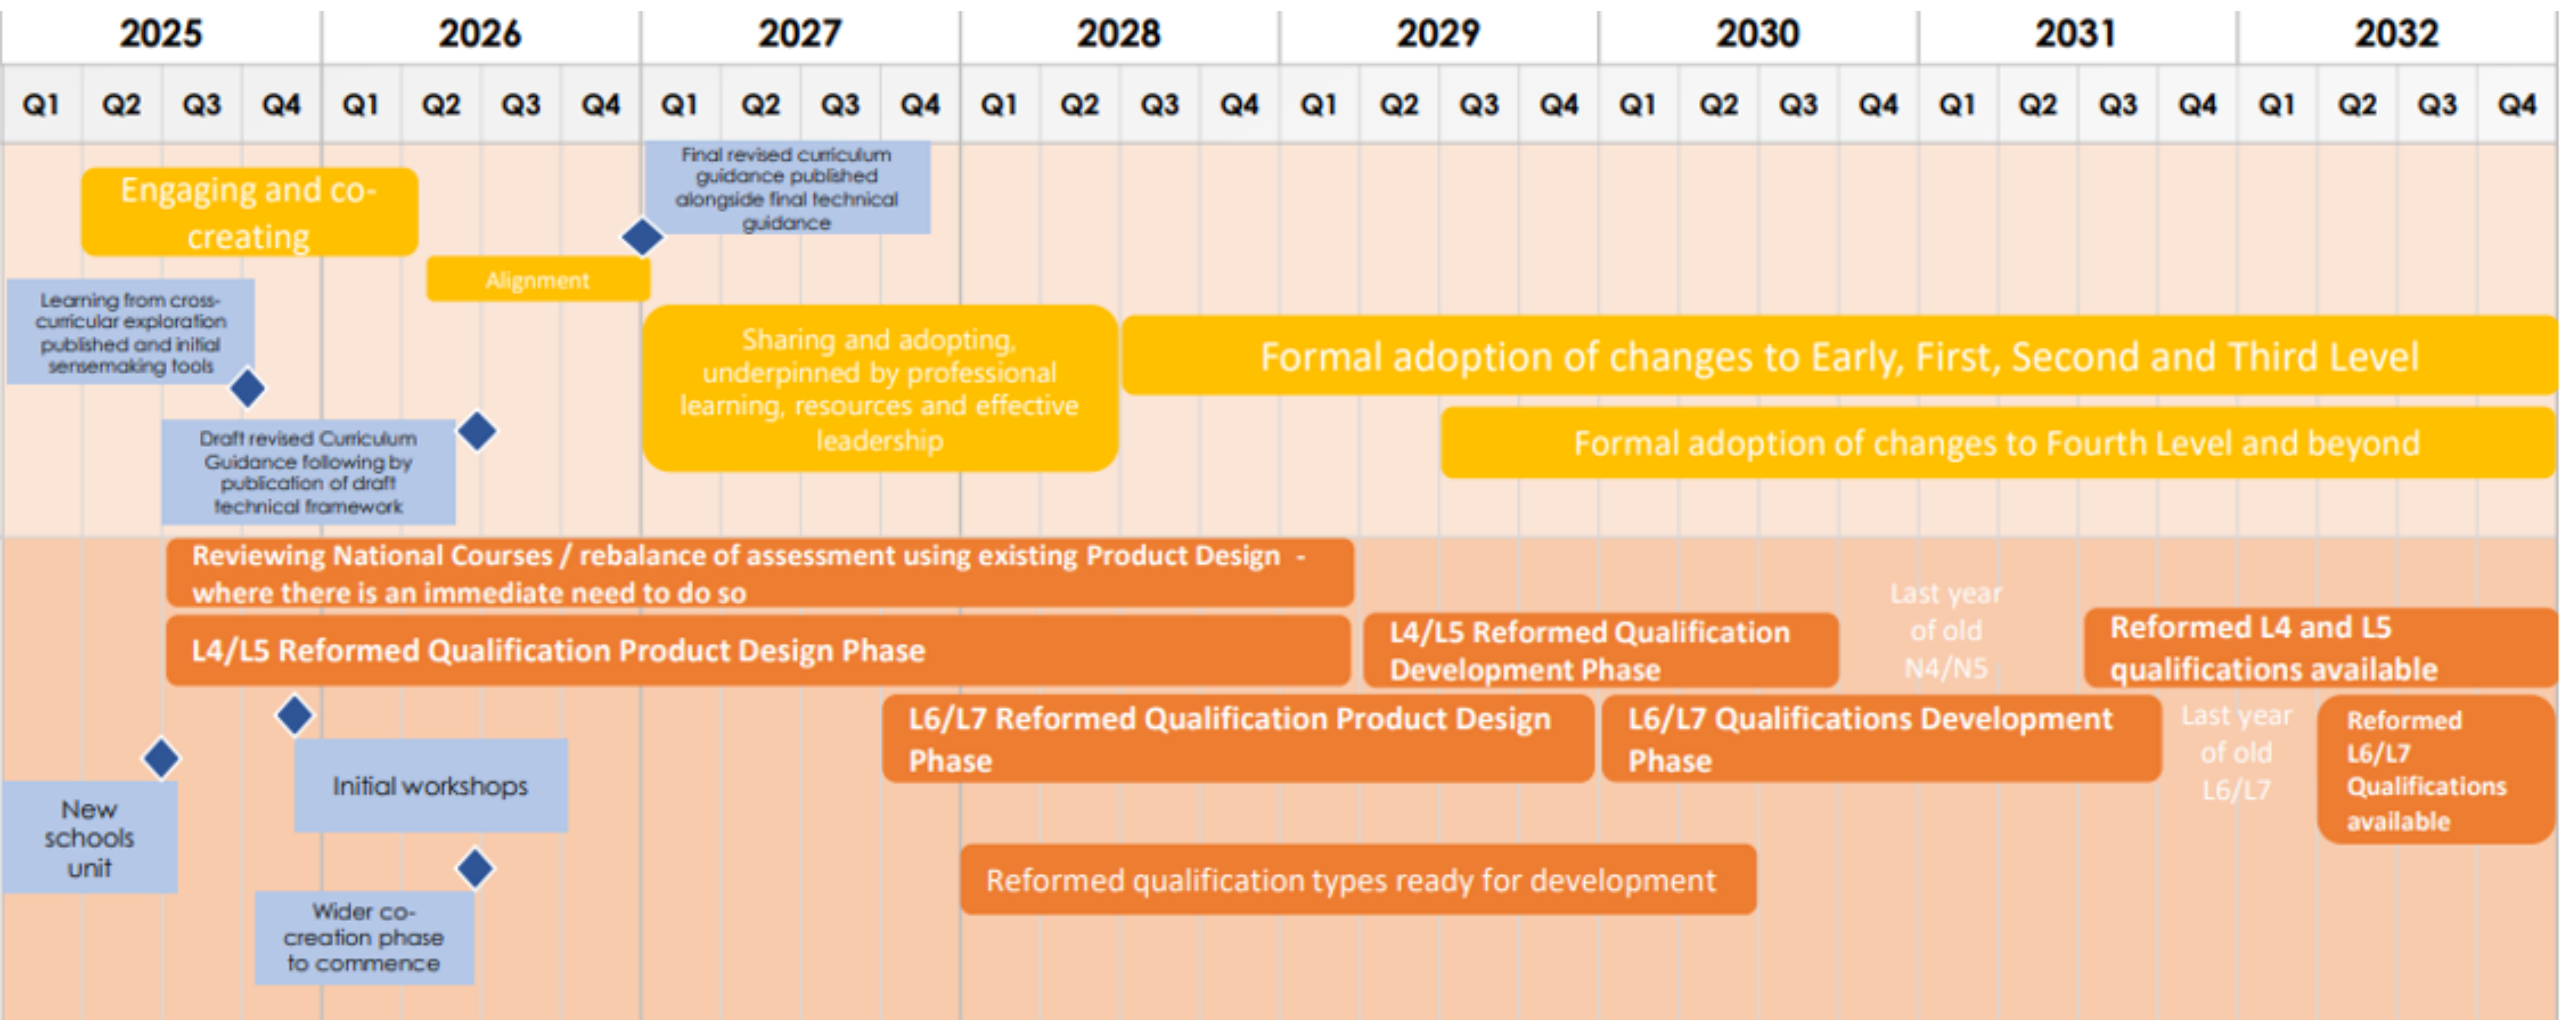 2025 2026 2027 2028 2029 2030 2031 2032
Q1 Q2 Q3 Q4 Q1 Q2 Q3 Q4 Q1 Q2 Q3 Q4 Q1 Q2 Q3 Q4 Q1 Q2 Q3 Q4 Q1 Q2 Q3 Q4 Q1 Q2 Q3 Q4 Q1 Q2 Q3 Q4
Engaging and co-
creating
Final revised curriculum
guidance published
alongside final technical
guidance
Alignment
Learning from cross-
curricular exploration
published and initial
sensemaking tools
Sharing and adopting,
underpinned by professional
learning, resources and effective
leadership
Formal adoption of changes to Early, First, Second and Third Level
Formal adoption of changes to Fourth Level and beyond
Draft revised Curriculum
Guidance following by
publication of draft
technical framework
Reviewing National Courses / rebalance of assessment using existing Product Design -
where there is an immediate need to do so
L4/L5 Reformed Qualification Product Design Phase
L4/L5 Reformed Qualification
Development Phase
Last year
of old
N4/N5
Reformed L4 and L5
qualifications available
L6/L7 Reformed Qualification Product Design
Phase
L6/L7 Qualifications Development
Phase
Last year
of old
L6/L7
Reformed
L6/L7
Qualifications
available
Initial workshops
New
schools
unit
Reformed qualification types ready for development
Wider co-
creation phase
to commence